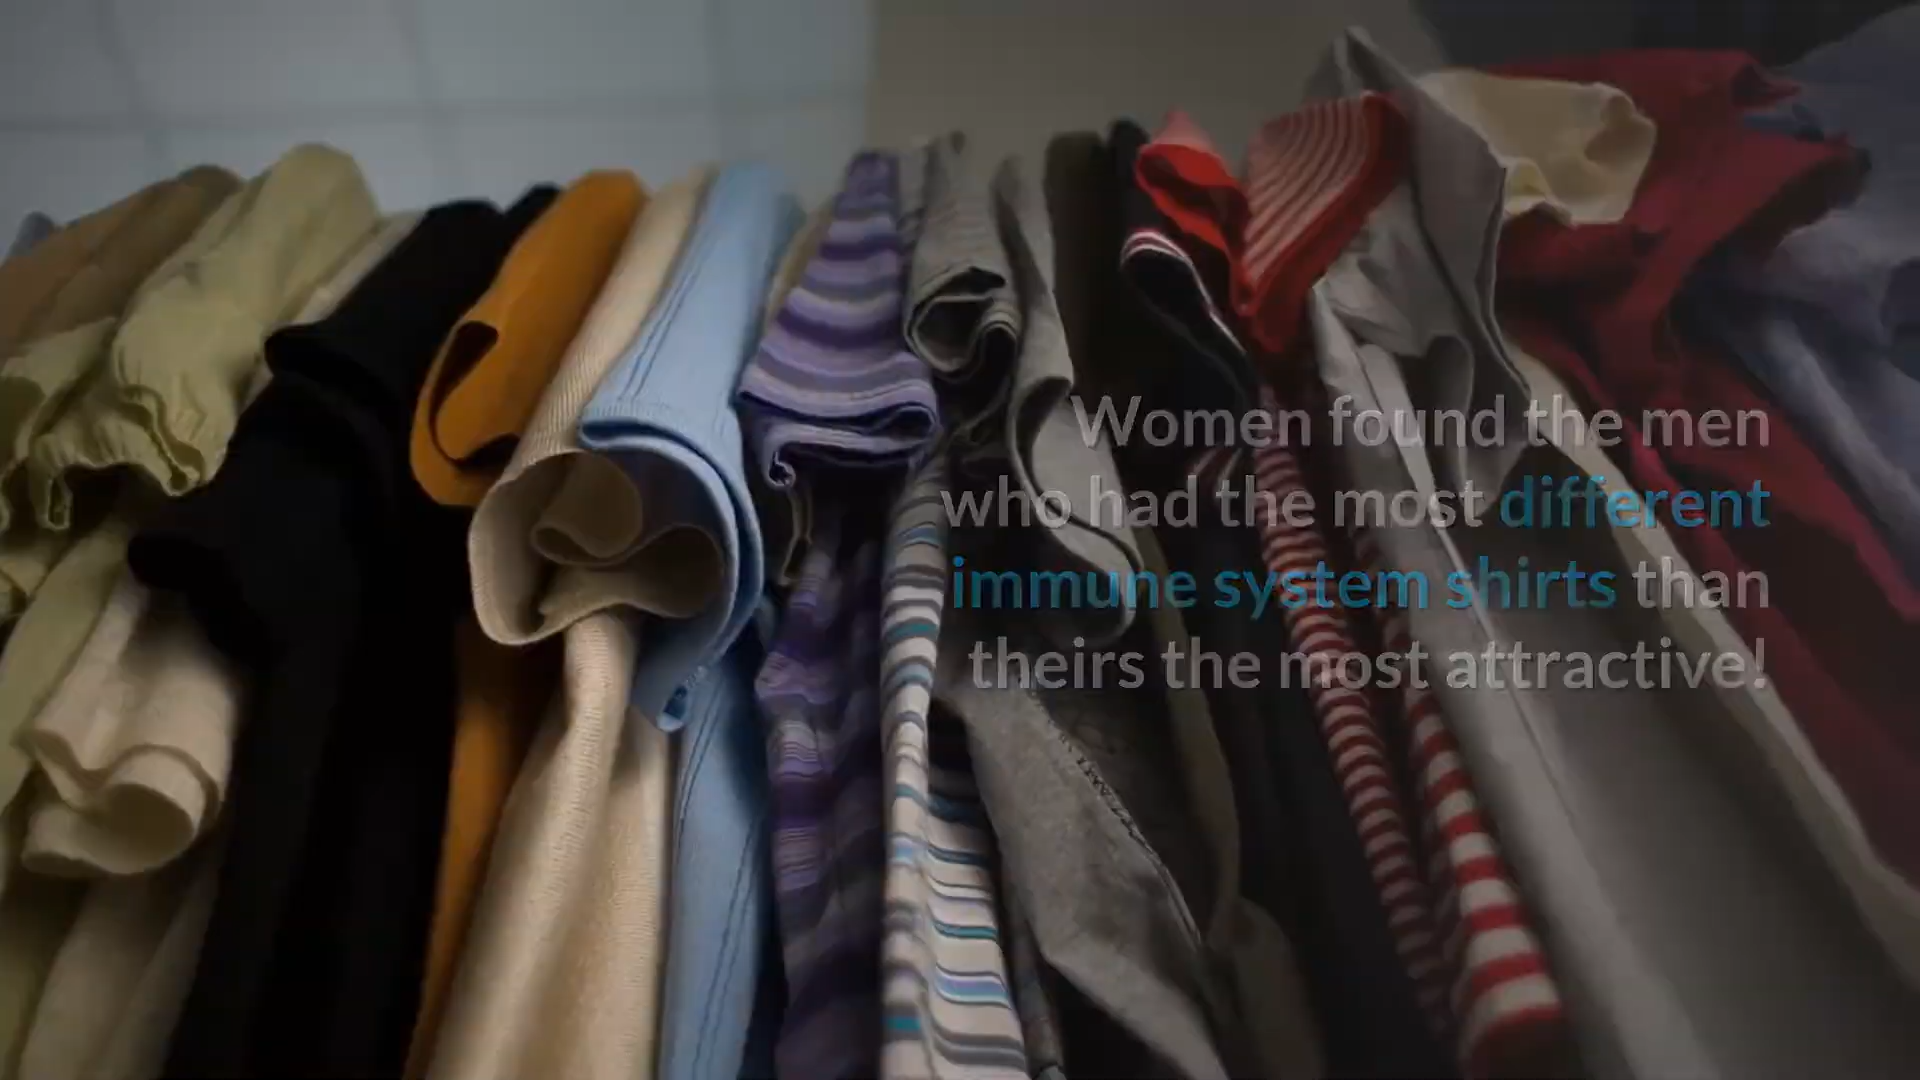 Women found the men
who had the most different
immune system shirts than
theirs the most attractive!